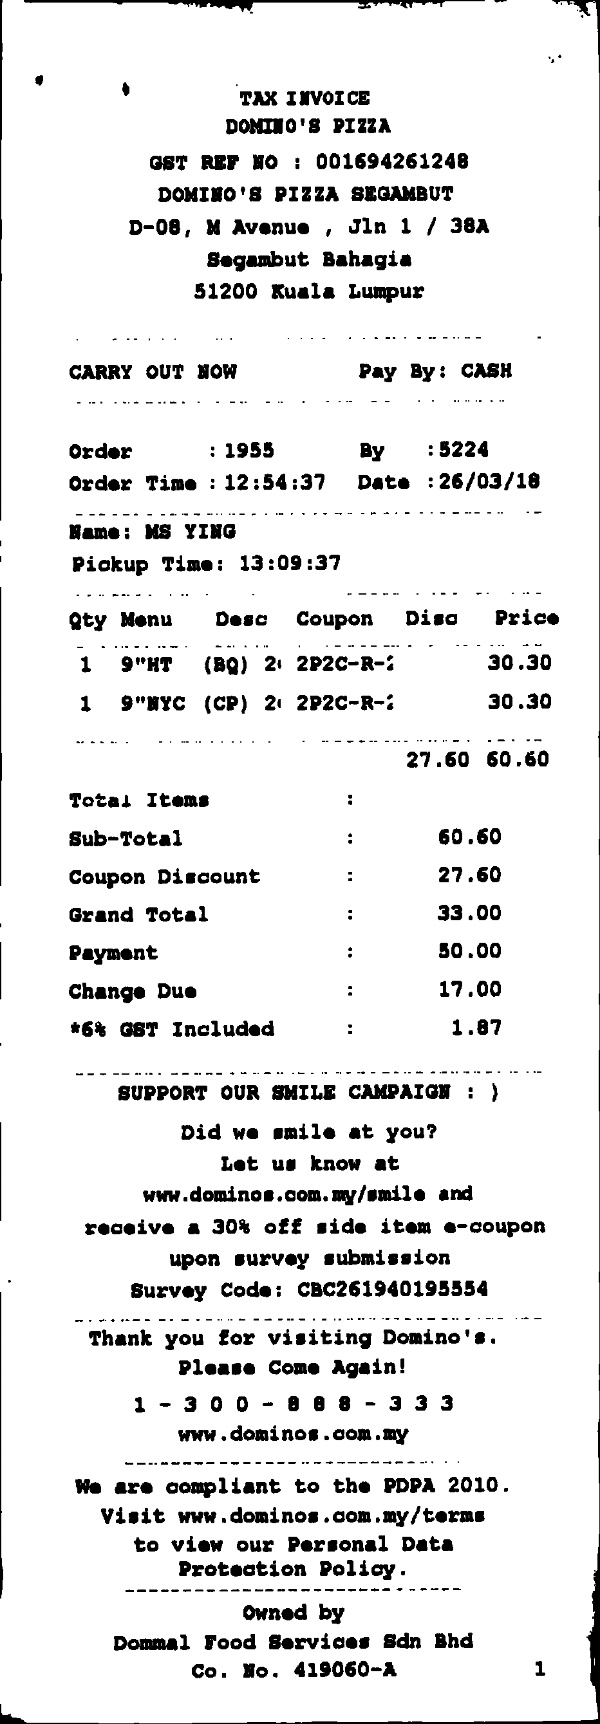 TAX INVOICE
DOMINO'S PIZZA
GST REF NO : 001694261248
DOMINO'S PIZZA SEGAMBUT
D-08, M Avenue , Jln 1 / 38A
Segambut Bahagia
51200 Kuala Lumpur
CARRY OUT NOW Pay By: CASH
Order : 1955 By : 5224
Order Time : 12:54:37 Date : 26/03/18
Name: MS YING
Pickup Time: 13:09:37
Qty Menu Desc Coupon Disc Price
1 9"HT (BQ) 2P2C-R- 30.30
1 9"NYC (CP) 2P2C-R- 30.30
27.60 60.60
Total Items :
Sub-Total : 60.60
Coupon Discount : 27.60
Grand Total : 33.00
Payment : 50.00
Change Due : 17.00
*6% GST Included : 1.87
SUPPORT OUR SMILE CAMPAIGN : )
Did we smile at you?
Let us know at
www.dominos.com.my/smile and
receive a 30% off side item e-coupon
upon survey submission
Survey Code: CBC261940195554
Thank you for visiting Domino's.
Please Come Again!
1 - 3 0 0 - 8 8 8 - 3 3 3
www.dominos.com.my
We are compliant to the PDPA 2010.
Visit www.dominos.com.my/terms
to view our Personal Data
Protection Policy.
Owned by
Dommal Food Services Sdn Bhd
Co. No. 419060-A 1